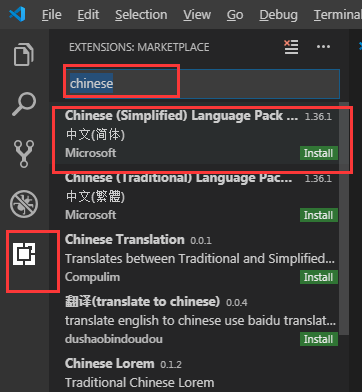 File Edit View Go Debug Terminal
EXTENSIONS: MARKETPLACE
chinese
Chinese (Simplified) Language Pack ... 1.36.1
中文(简体)
Microsoft Install
Chinese (Traditional) Language Pac... 1.36.1
中文(繁體)
Microsoft Install
Chinese Translation 0.0.1
Translates between Traditional and Simplified...
Compulim Install
翻译(translate to chinese) 0.0.4
translate english to chinese use baidu translat...
dushaobindoudou Install
Chinese Lorem 0.1.2
Traditional Chinese Lorem